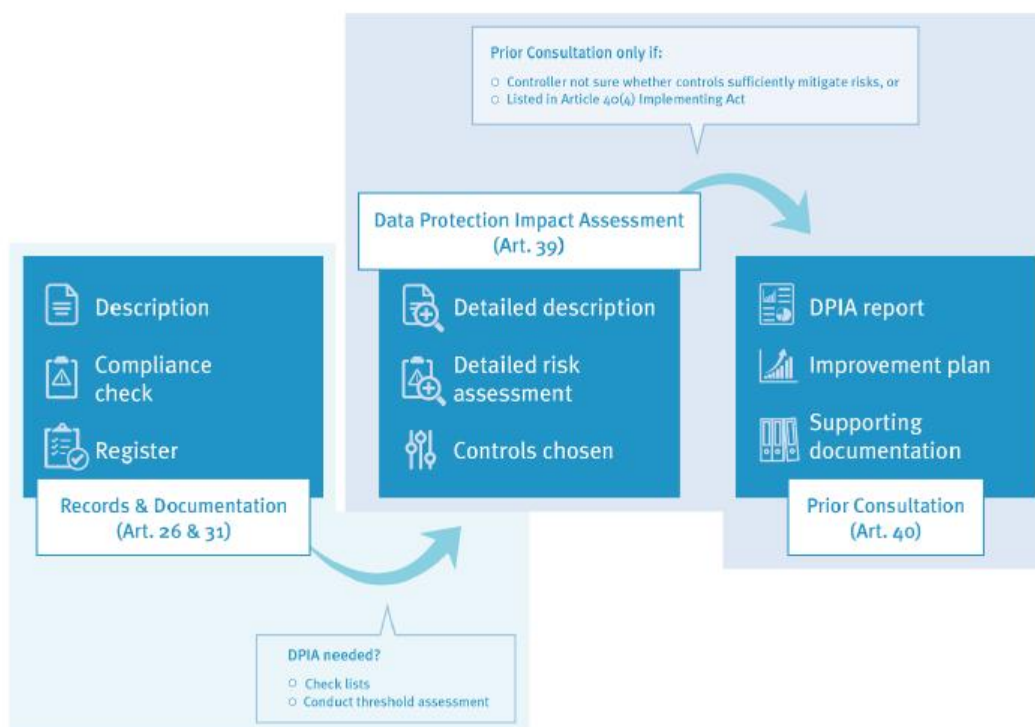 Prior Consultation only if:
○ Controller not sure whether controls sufficiently mitigate risks, or
○ Listed in Article 40(4) Implementing Act
Data Protection Impact Assessment
(Art. 39)
Description
Compliance
check
Register
Records & Documentation
(Art. 26 & 31)
Detailed description
Detailed risk
assessment
Controls chosen
DPIA report
Improvement plan
Supporting
documentation
Prior Consultation
(Art. 40)
DPIA needed?
○ Check lists
○ Conduct threshold assessment